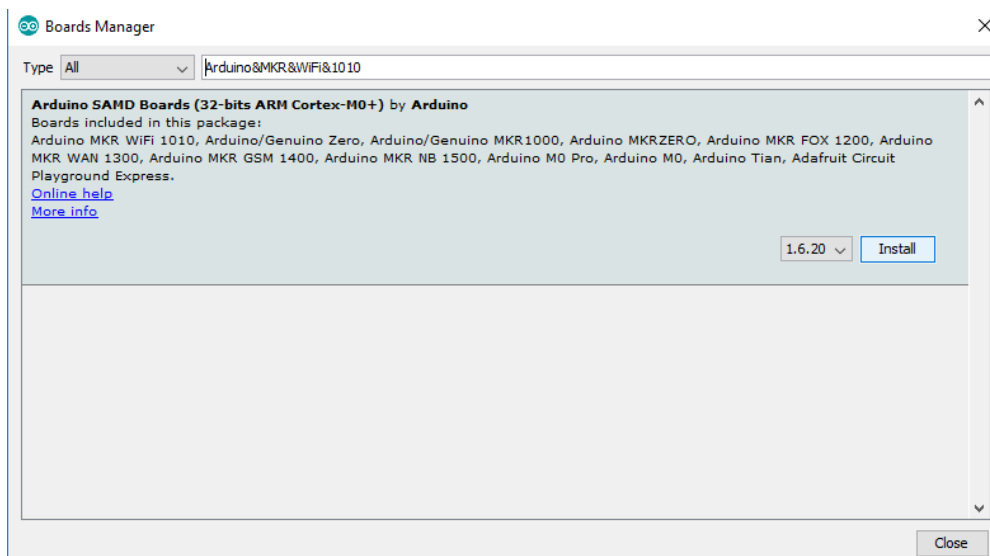 Boards Manager
Type All Arduino&MKR&WiFi&1010
Arduino SAMD Boards (32-bits ARM Cortex-M0+) by Arduino
Boards included in this package:
Arduino MKR WiFi 1010, Arduino/Genuino Zero, Arduino/Genuino MKR1000, Arduino MKRZERO, Arduino MKR FOX 1200, Arduino
MKR WAN 1300, Arduino MKR GSM 1400, Arduino MKR NB 1500, Arduino M0 Pro, Arduino M0, Arduino Tian, Adafruit Circuit
Playground Express.
Online help
More info
1.6.20 Install
Close